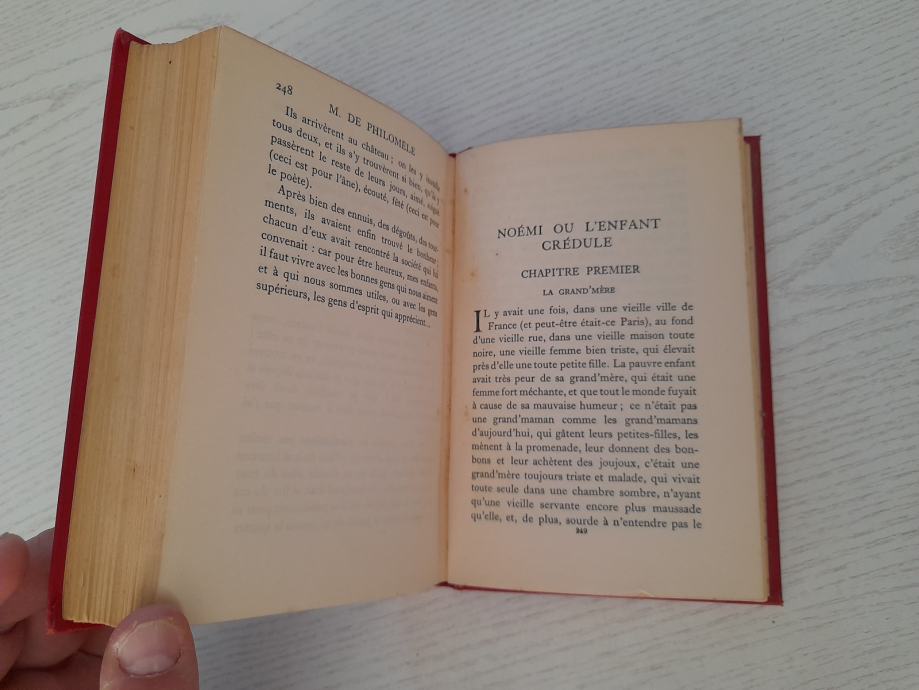 248
M. DE PHILOMÈLE
Ils arrivèrent au château ; on les y installa
tous deux, et ils s'y trouvèrent si bien, qu'ils y
passèrent le reste de leurs jours, aimé, soigné
(ceci est pour l'âne), écouté, fêté (ceci est pour
le poète).
Après bien des ennuis, des dégoûts, des tour-
ments, ils avaient enfin trouvé le bonheur ;
chacun d'eux avait rencontré la société qui lui
convenait : car pour être heureux, mes enfants,
il faut vivre avec les bonnes gens qui nous aiment
et à qui nous sommes utiles, ou avec les gens
supérieurs, les gens d'esprit qui apprécient...
NOÉMI OU L'ENFANT
CRÉDULE
CHAPITRE PREMIER
LA GRAND'MÈRE
IL y avait une fois, dans une vieille ville de
France (et peut-être était-ce Paris), au fond
d'une vieille rue, dans une vieille maison toute
noire, une vieille femme bien triste, qui élevait
près d'elle une toute petite fille. La pauvre enfant
avait très peur de sa grand'mère, qui était une
femme fort méchante, et que tout le monde fuyait
à cause de sa mauvaise humeur ; ce n'était pas
une grand'maman comme les grand'mamans
d'aujourd'hui, qui gâtent leurs petites-filles, les
mènent à la promenade, leur donnent des bon-
bons et leur achètent des joujoux, c'était une
grand'mère toujours triste et malade, qui vivait
toute seule dans une chambre sombre, n'ayant
qu'une vieille servante encore plus maussade
qu'elle, et, de plus, sourde à n'entendre pas le
249